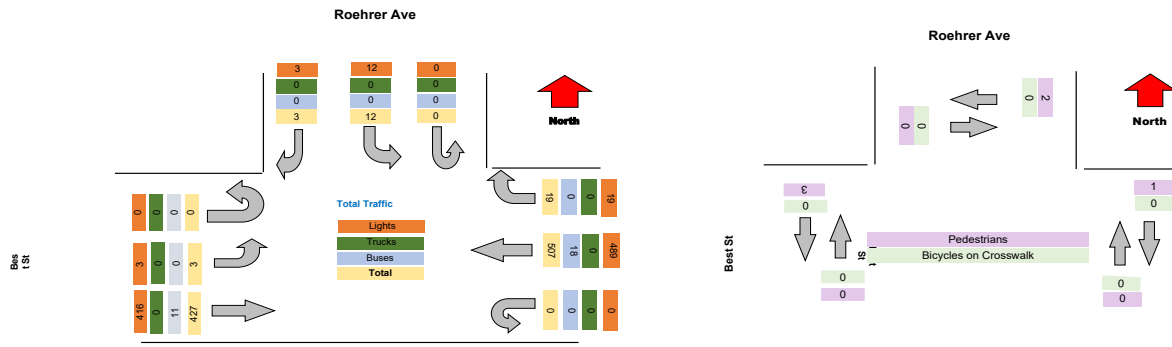 Roehrer Ave
3 12 0
0 0 0
0 0 0
3 12 0
North
0 0 0 0
Total Traffic
Lights
Trucks
Buses
Total
19 0 0 19
Bes
t St
3 0 0 3
507 18 0 489
416 0 11 427
0 0 0 0
Roehrer Ave
0 2
0 0
North
3
0
1
0
Best St
Pedestrians
St
t
Bicycles on Crosswalk
0
0
0
0